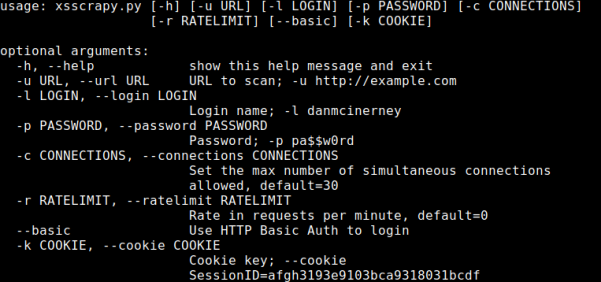 usage: xsscrapy.py [-h] [-u URL] [-l LOGIN] [-p PASSWORD] [-c CONNECTIONS]
                   [-r RATELIMIT] [--basic] [-k COOKIE]

optional arguments:
  -h, --help            show this help message and exit
  -u URL, --url URL     URL to scan; -u http://example.com
  -l LOGIN, --login LOGIN
                        Login name; -l danmcinerney
  -p PASSWORD, --password PASSWORD
                        Password; -p pa$$w0rd
  -c CONNECTIONS, --connections CONNECTIONS
                        Set the max number of simultaneous connections
                        allowed, default=30
  -r RATELIMIT, --ratelimit RATELIMIT
                        Rate in requests per minute, default=0
  --basic               Use HTTP Basic Auth to login
  -k COOKIE, --cookie COOKIE
                        Cookie key; --cookie
                        SessionID=afgh3193e9103bca9318031bcdf